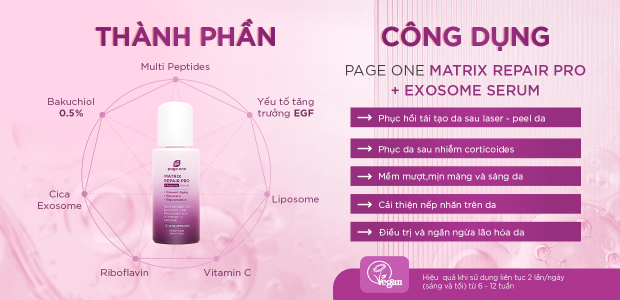 THÀNH PHẦN
Multi Peptides
Bakuchiol
0.5%
Yếu tố tăng
trưởng EGF
Cica
Exosome
Liposome
Riboflavin
Vitamin C
page.one
MATRIX
REPAIR PRO
CÔNG DỤNG
PAGE ONE MATRIX REPAIR PRO
+ EXOSOME SERUM
Phục hồi tái tạo da sau laser - peel da
Phục da sau nhiễm corticoides
Mềm mượt,mịn màng và sáng da
Cải thiện nếp nhăn trên da
Điều trị và ngăn ngừa lão hóa da
Vegan
Hiệu quả khi sử dụng liên tục 2 lần/ngày
(sáng và tối) từ 6 - 12 tuần